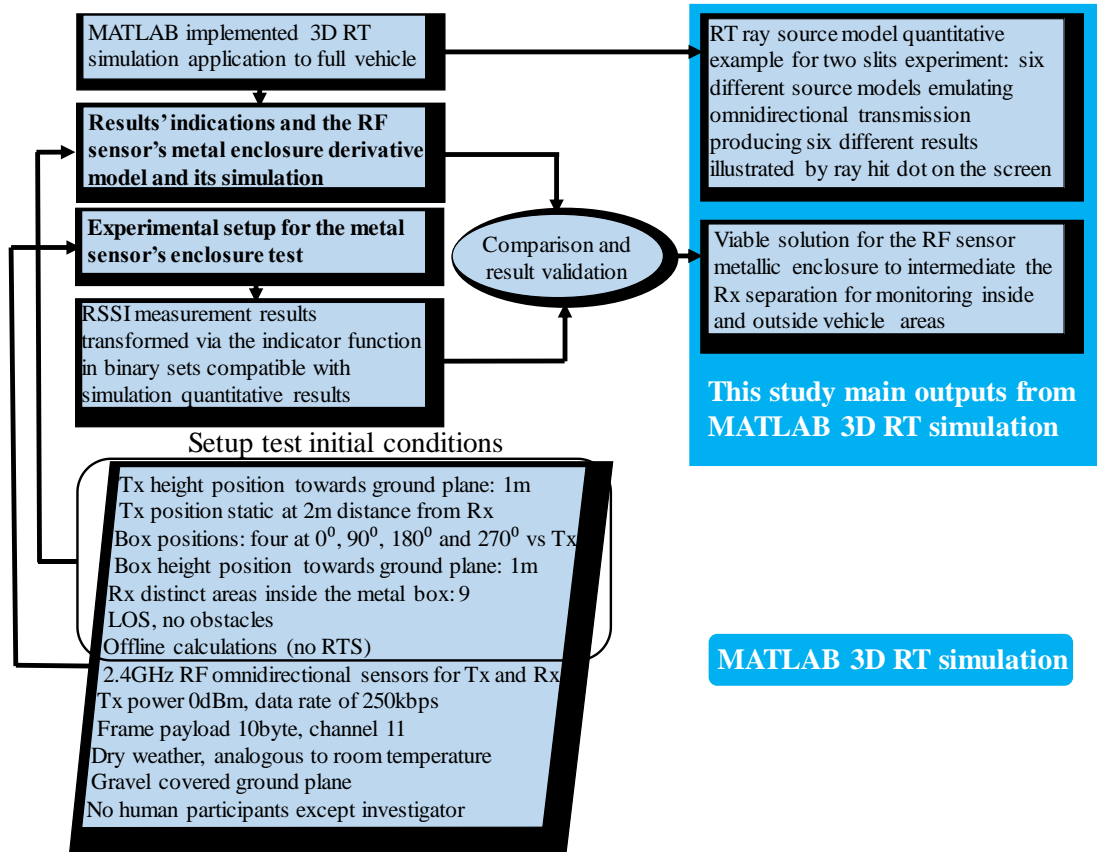 MATLAB implemented 3D RT
simulation application to full vehicle
Results' indications and the RF
sensor's metal enclosure derivative
model and its simulation
Experimental setup for the metal
sensor's enclosure test
RSSI measurement results
transformed via the indicator function
in binary sets compatible with
simulation quantitative results
Comparison and
result validation
RT ray source model quantitative
example for two slits experiment: six
different source models emulating
omnidirectional transmission
producing six different results
illustrated by ray hit dot on the screen
Viable solution for the RF sensor
metallic enclosure to intermediate the
Rx separation for monitoring inside
and outside vehicle areas
This study main outputs from
MATLAB 3D RT simulation
Setup test initial conditions
Tx height position towards ground plane: 1m
Tx position static at 2m distance from Rx
Box positions: four at 0⁰, 90⁰, 180⁰ and 270⁰ vs Tx
Box height position towards ground plane: 1m
Rx distinct areas inside the metal box: 9
LOS, no obstacles
Offline calculations (no RTS)
2.4GHz RF omnidirectional sensors for Tx and Rx
Tx power 0dBm, data rate of 250kbps
Frame payload 10byte, channel 11
Dry weather, analogous to room temperature
Gravel covered ground plane
No human participants except investigator
MATLAB 3D RT simulation